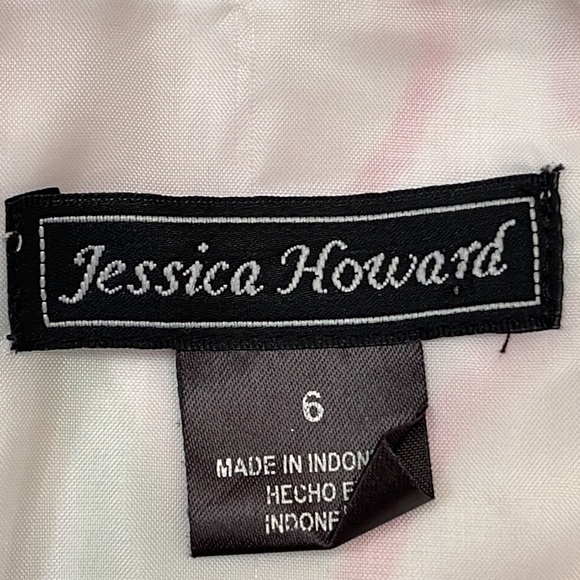 Jessica Howard
6
MADE IN INDON
HECHO E
INDONE